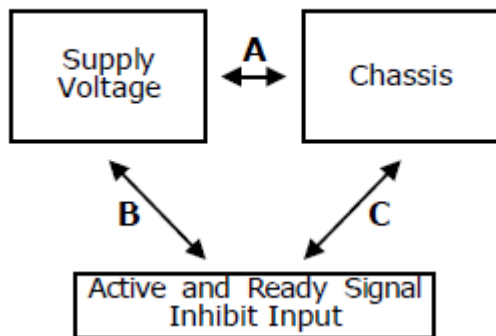 Supply
Voltage
A
Chassis
B
C
Active and Ready Signal
Inhibit Input